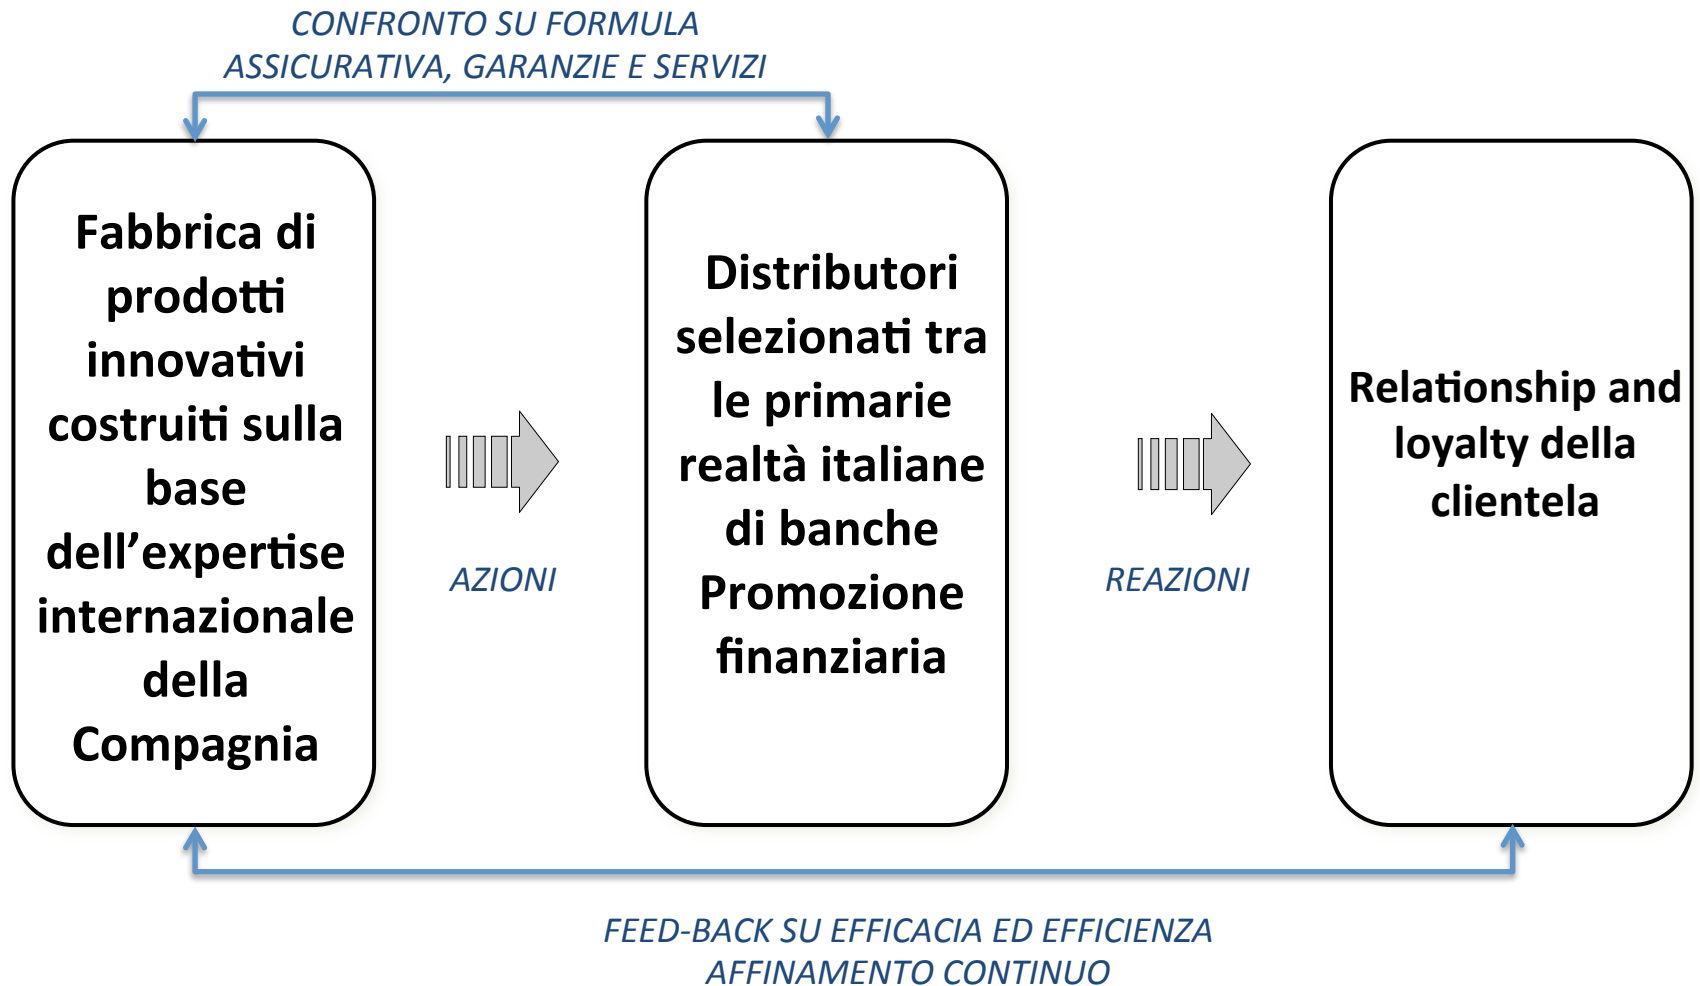 CONFRONTO SU FORMULA
ASSICURATIVA, GARANZIE E SERVIZI
Fabbrica di
prodotti
innovativi
costruiti sulla
base
dell’expertise
internazionale
della
Compagnia
AZIONI
Distributori
selezionati tra
le primarie
realtà italiane
di banche
Promozione
finanziaria
REAZIONI
Relationship and
loyalty della
clientela
FEED-BACK SU EFFICACIA ED EFFICIENZA
AFFINAMENTO CONTINUO